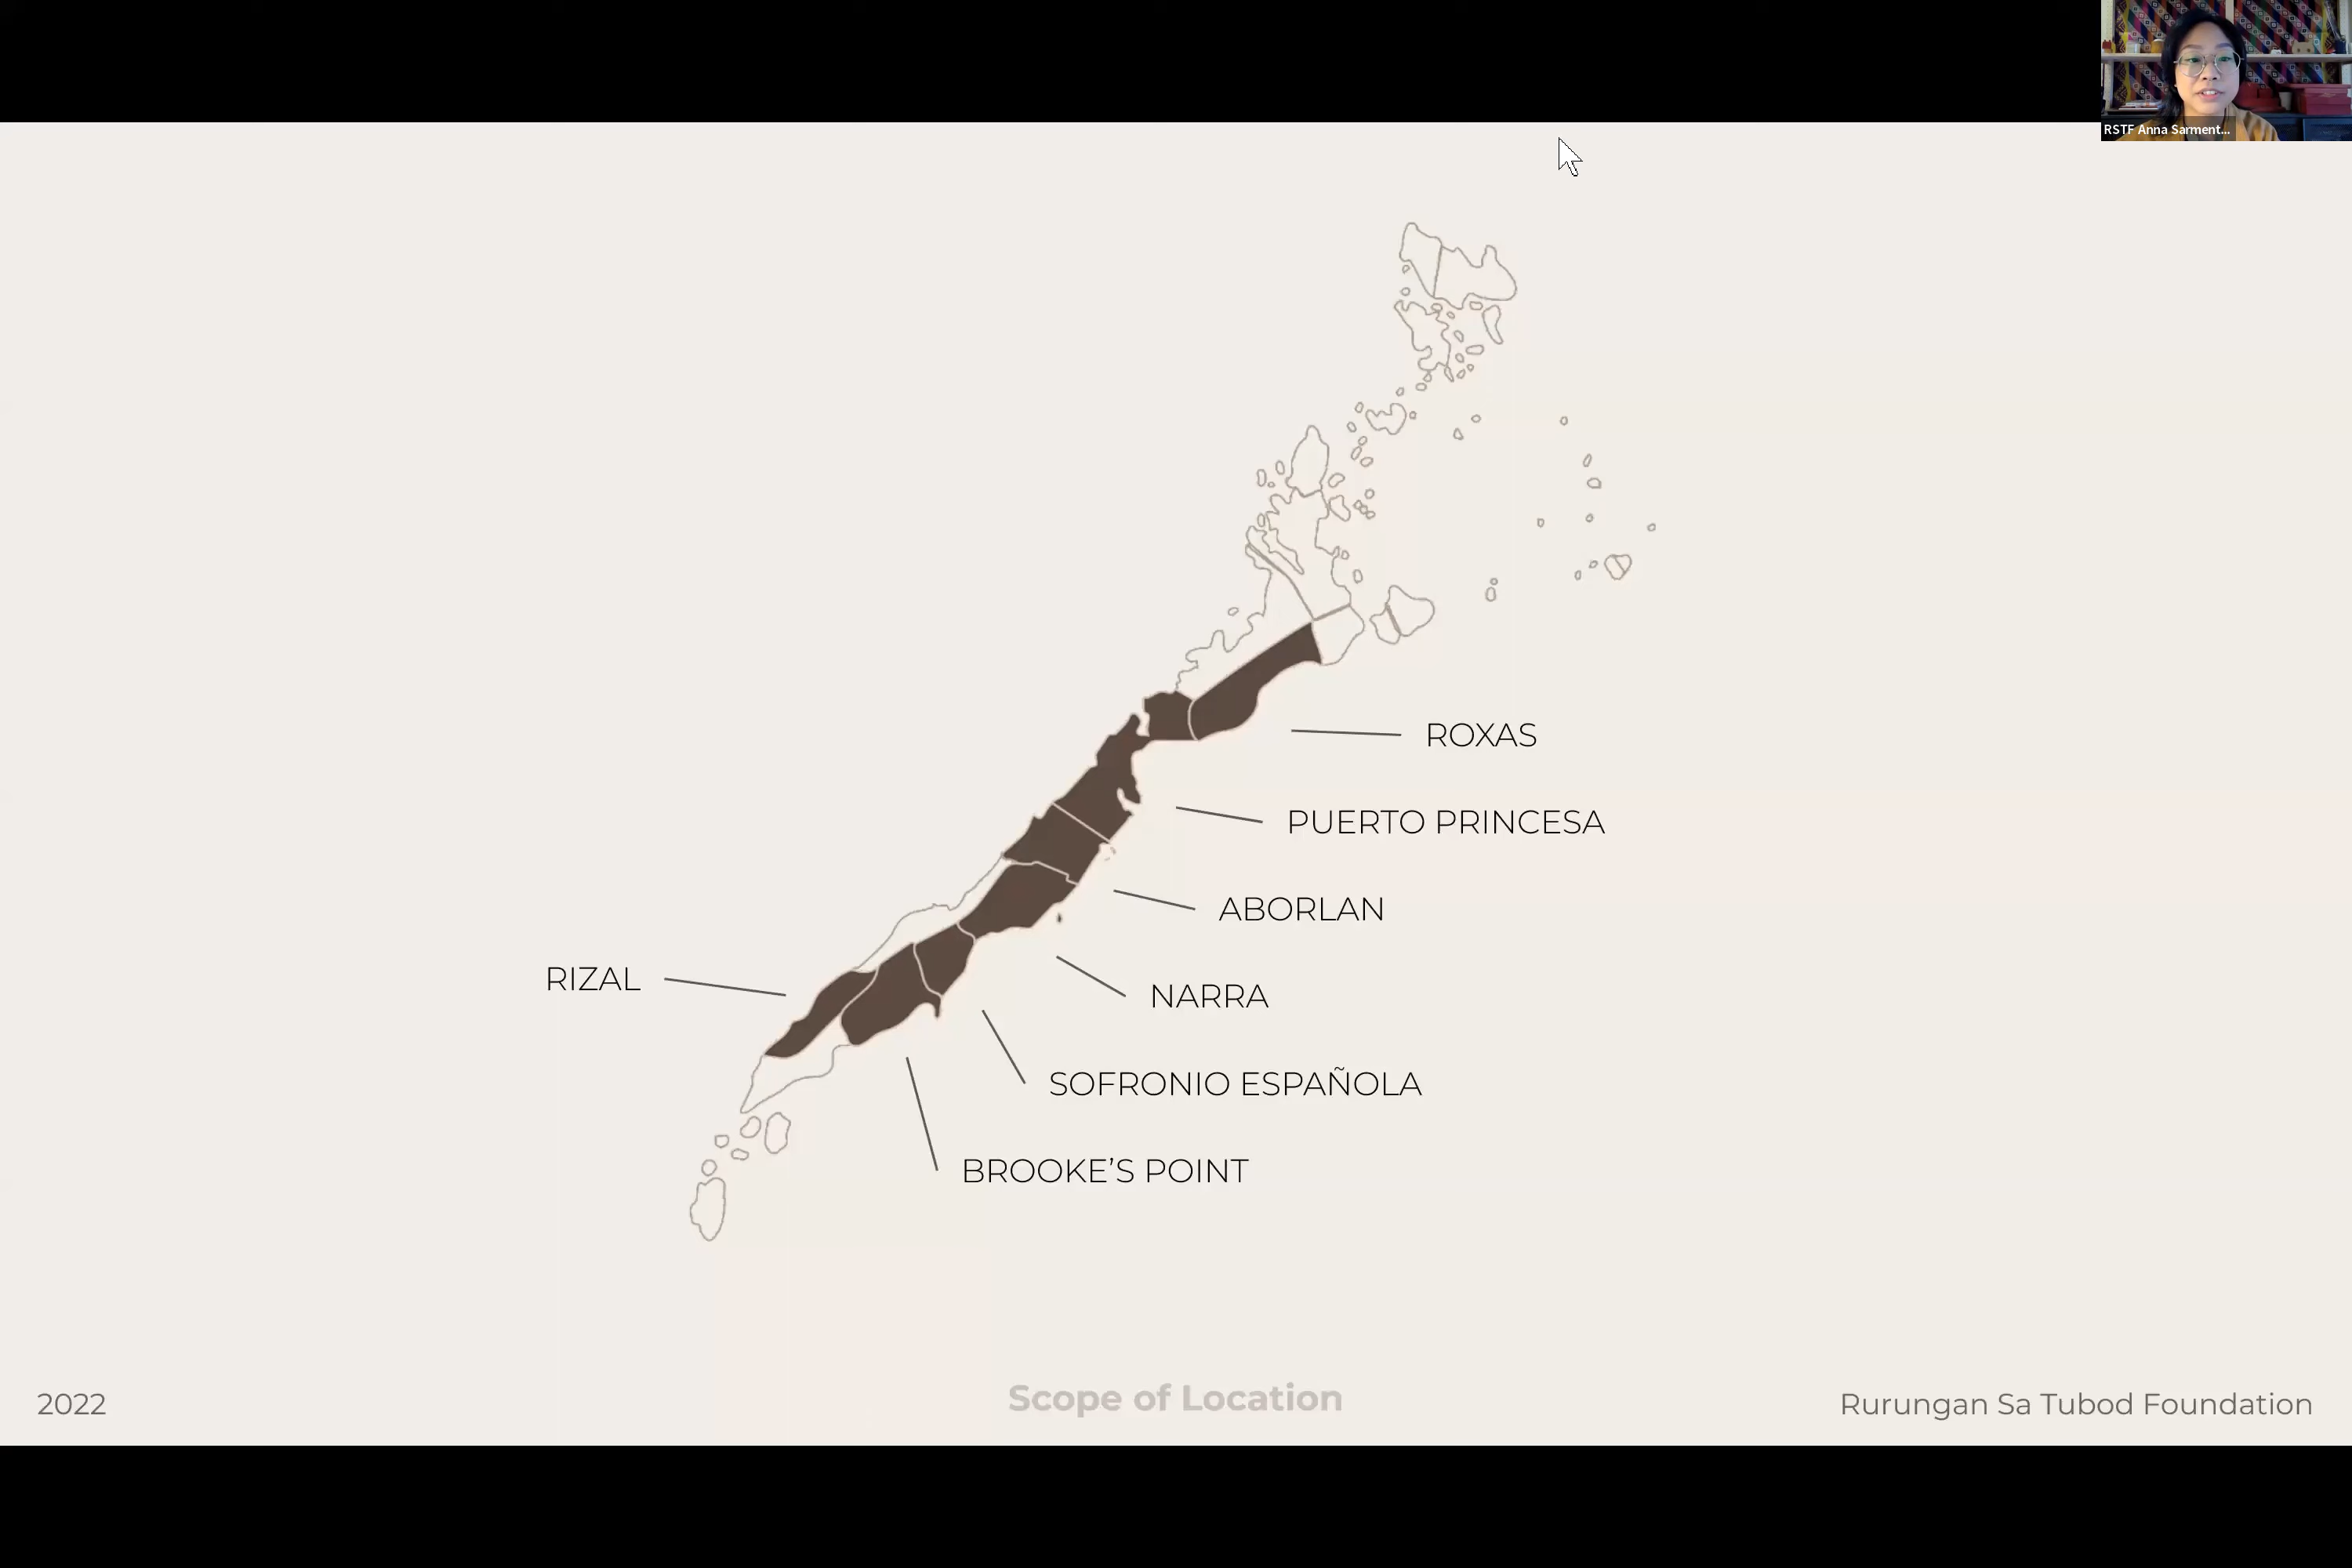 RSTF Anna Sarment...
ROXAS
PUERTO PRINCESA
ABORLAN
RIZAL
NARRA
SOFRONIO ESPAÑOLA
BROOKE’S POINT
2022
Scope of Location
Rurungan Sa Tubod Foundation